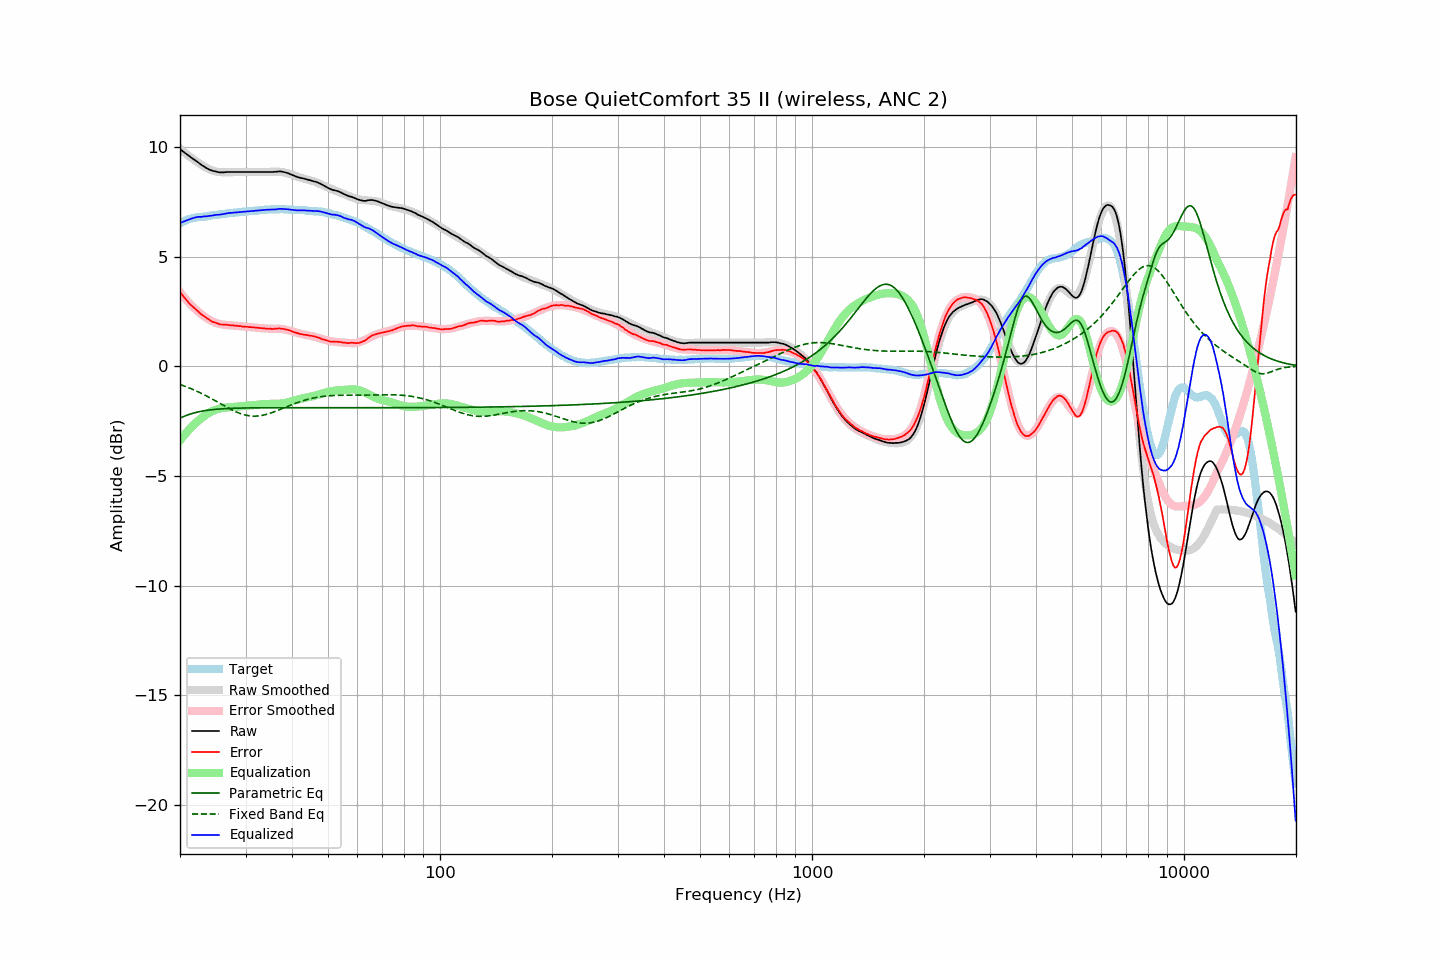 Bose QuietComfort 35 II (wireless, ANC 2)
10
5
0
−5
−10
−15
−20
Amplitude (dBr)
Target
Raw Smoothed
Error Smoothed
Raw
Error
Equalization
Parametric Eq
Fixed Band Eq
Equalized
100 1000 10000
Frequency (Hz)